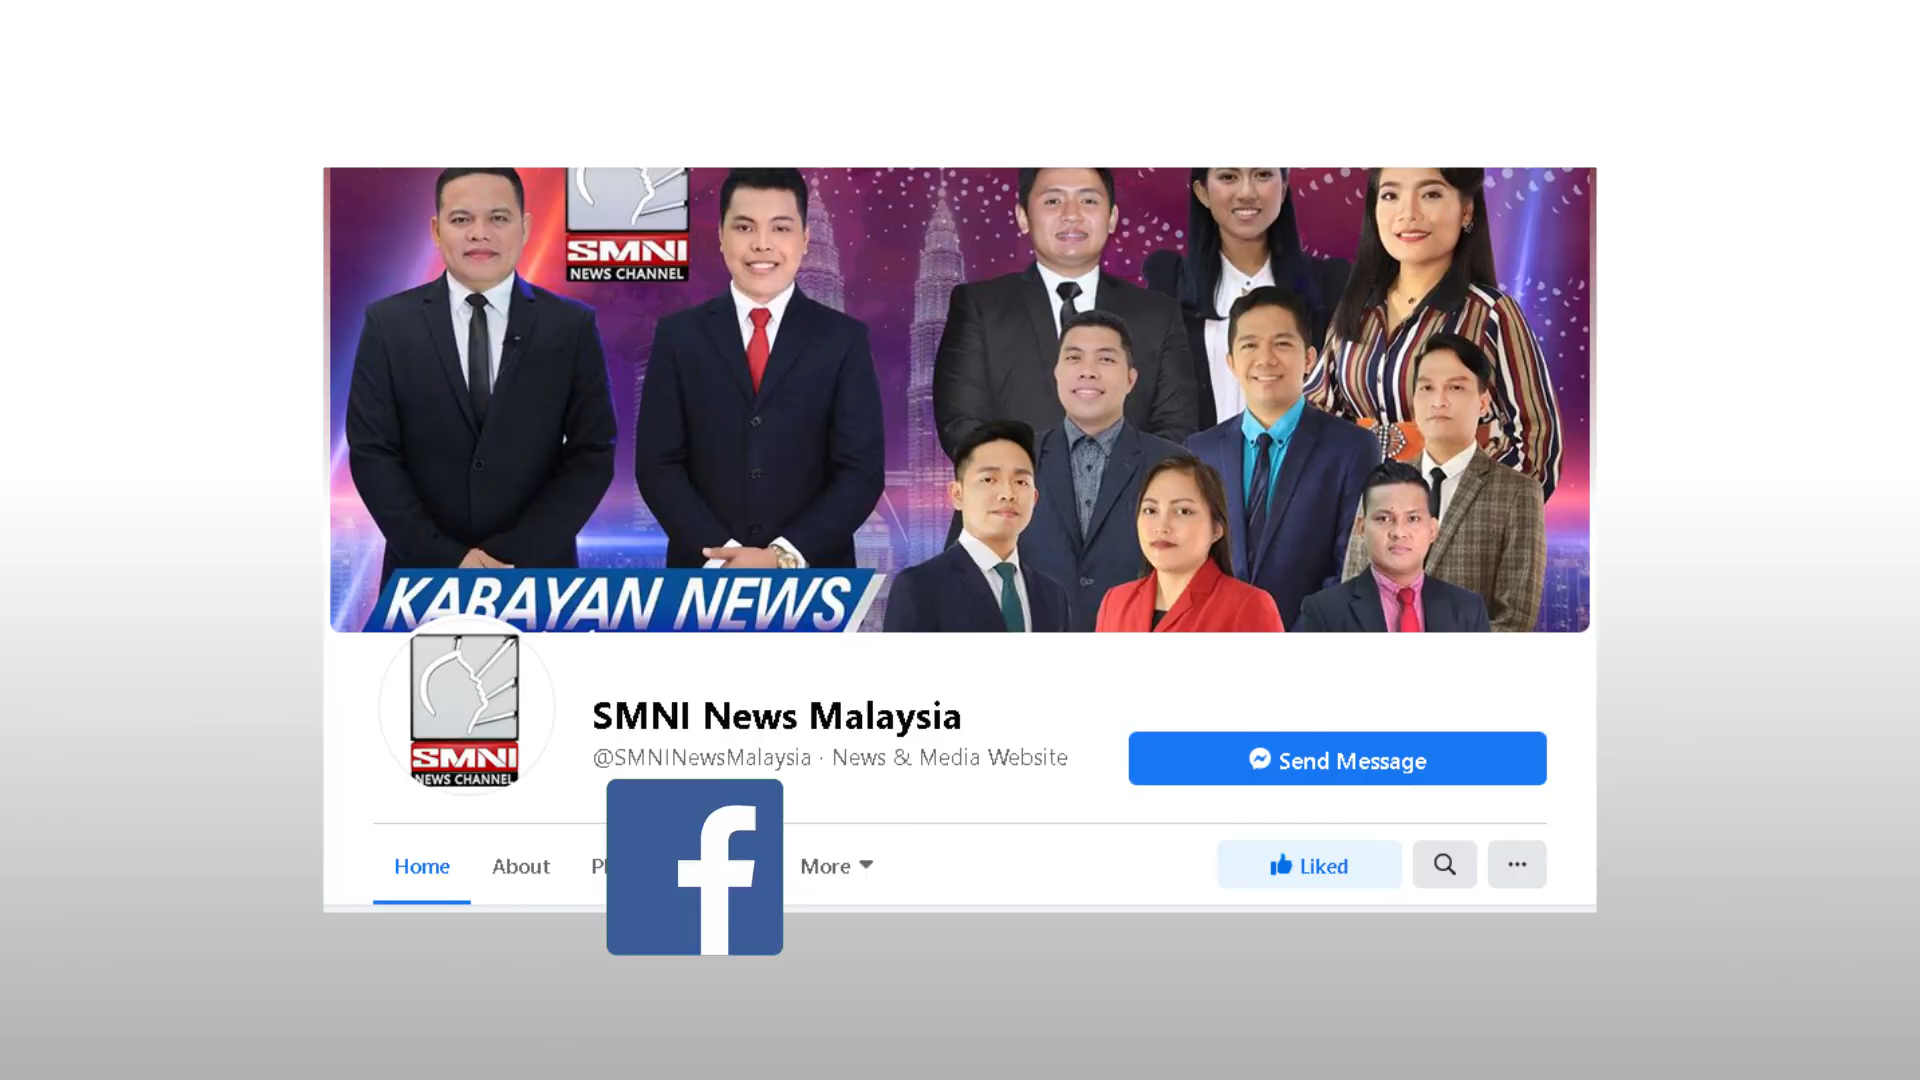 SMNI
NEWS CHANNEL
KABAYAN NEWS
SMNI
NEWS CHANNEL
SMNI News Malaysia
@SMNINewsMalaysia · News & Media Website
Send Message
Home
About
More
Liked